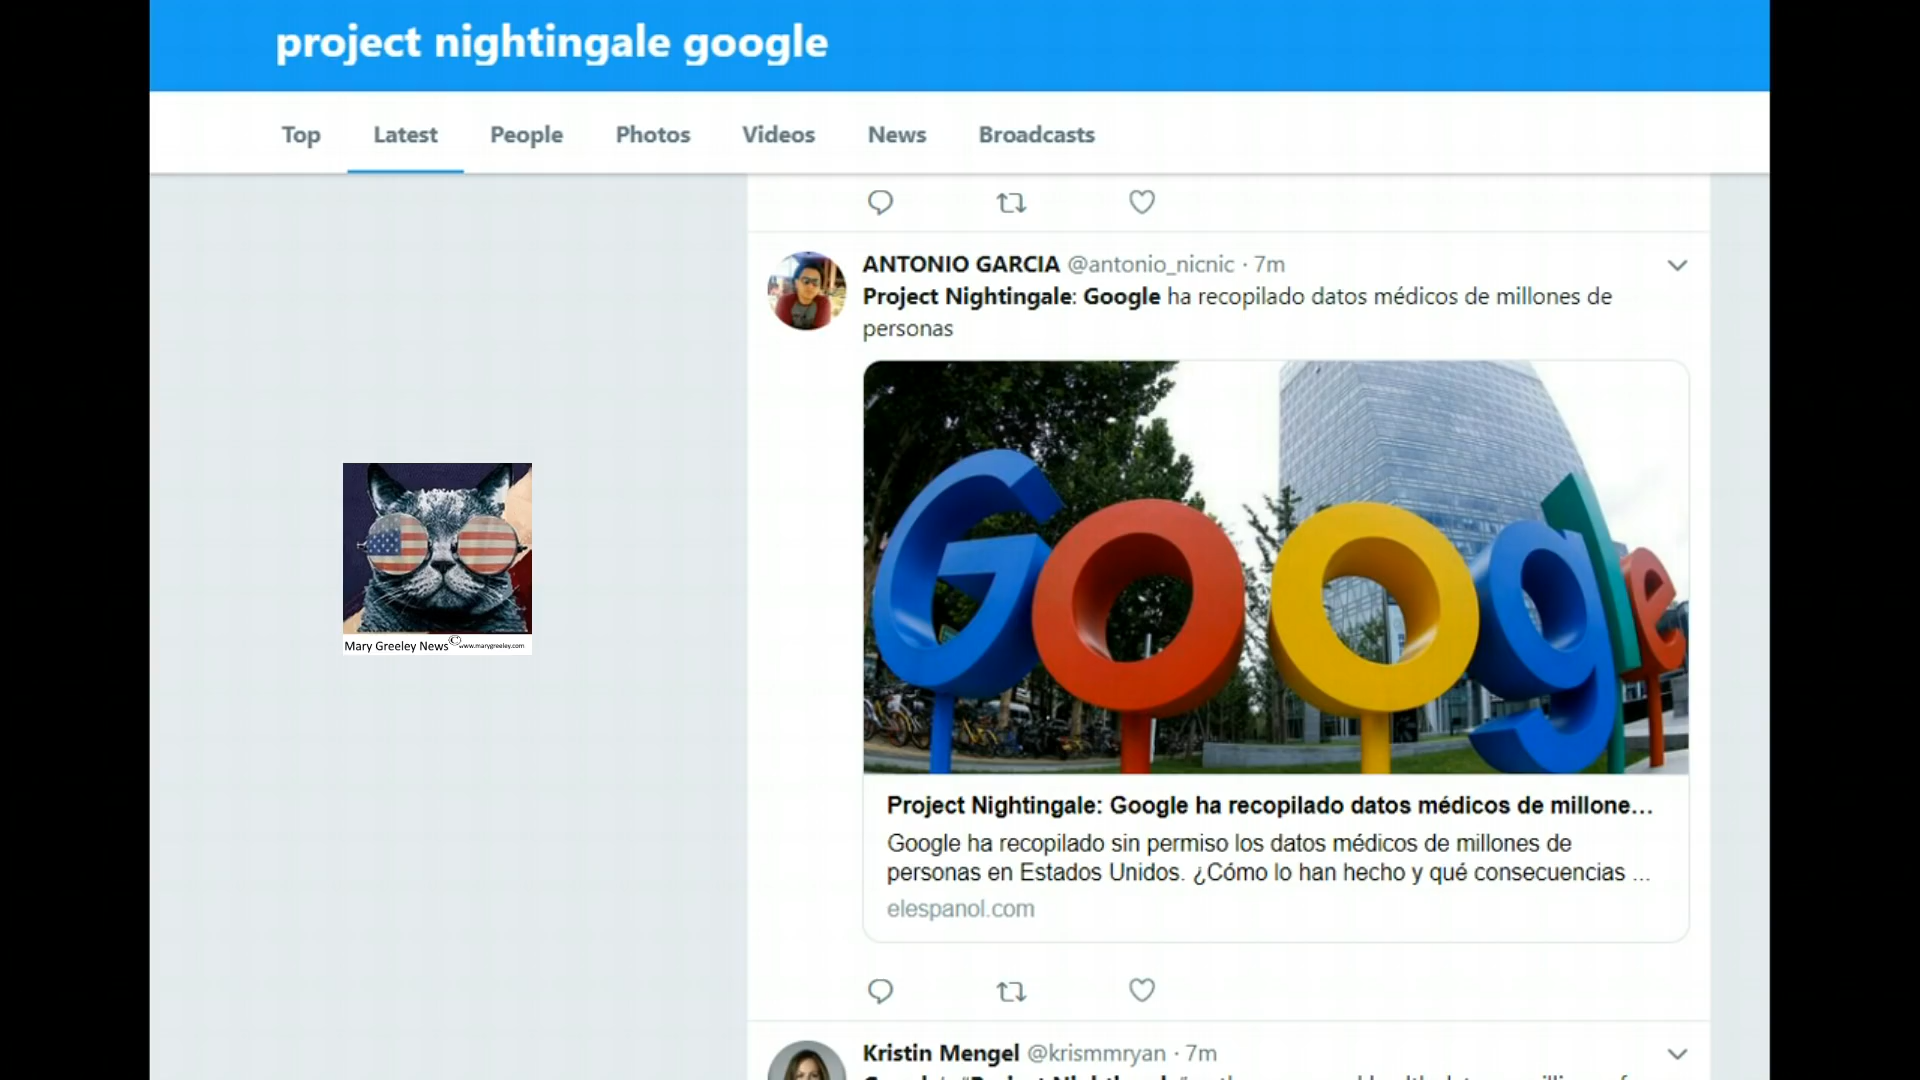 project nightingale google
Top Latest People Photos Videos News Broadcasts
ANTONIO GARCIA @antonio_nicnic · 7m
Project Nightingale: Google ha recopilado datos médicos de millones de
personas
Google
Project Nightingale: Google ha recopilado datos médicos de millone...
Google ha recopilado sin permiso los datos médicos de millones de
personas en Estados Unidos. ¿Cómo lo han hecho y qué consecuencias ...
elespanol.com
Mary Greeley News © www.marygreeley.com
Kristin Mengel @krismmryan · 7m